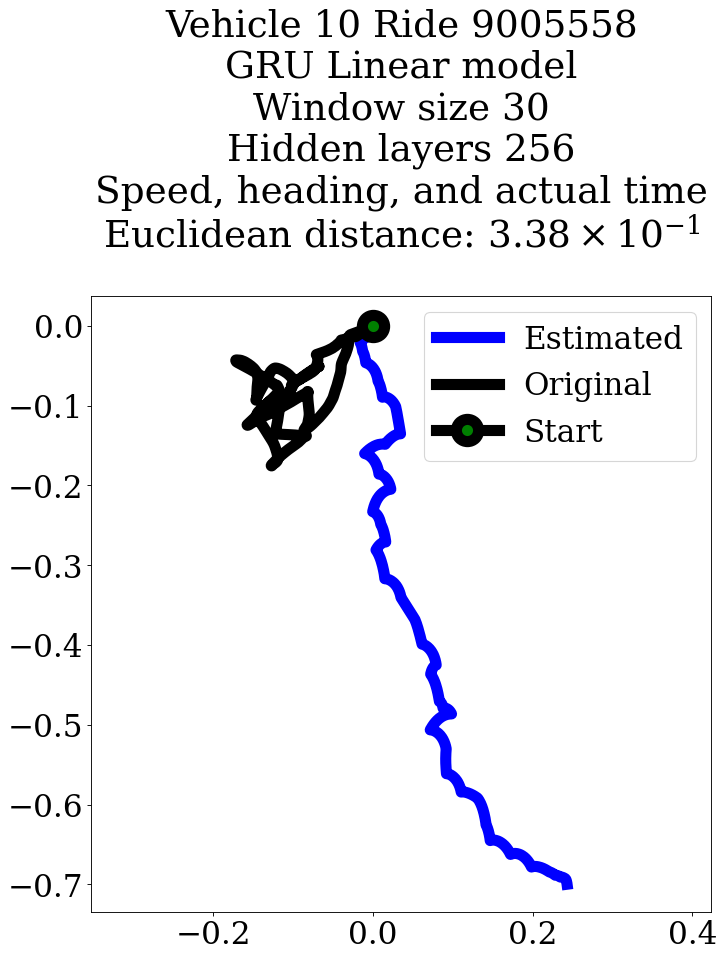 Vehicle 10 Ride 9005558
GRU Linear model
Window size 30
Hidden layers 256
Speed, heading, and actual time
Euclidean distance: 3.38 × 10⁻¹
Estimated
Original
Start
0.0
−0.1
−0.2
−0.3
−0.4
−0.5
−0.6
−0.7
−0.2 0.0 0.2 0.4